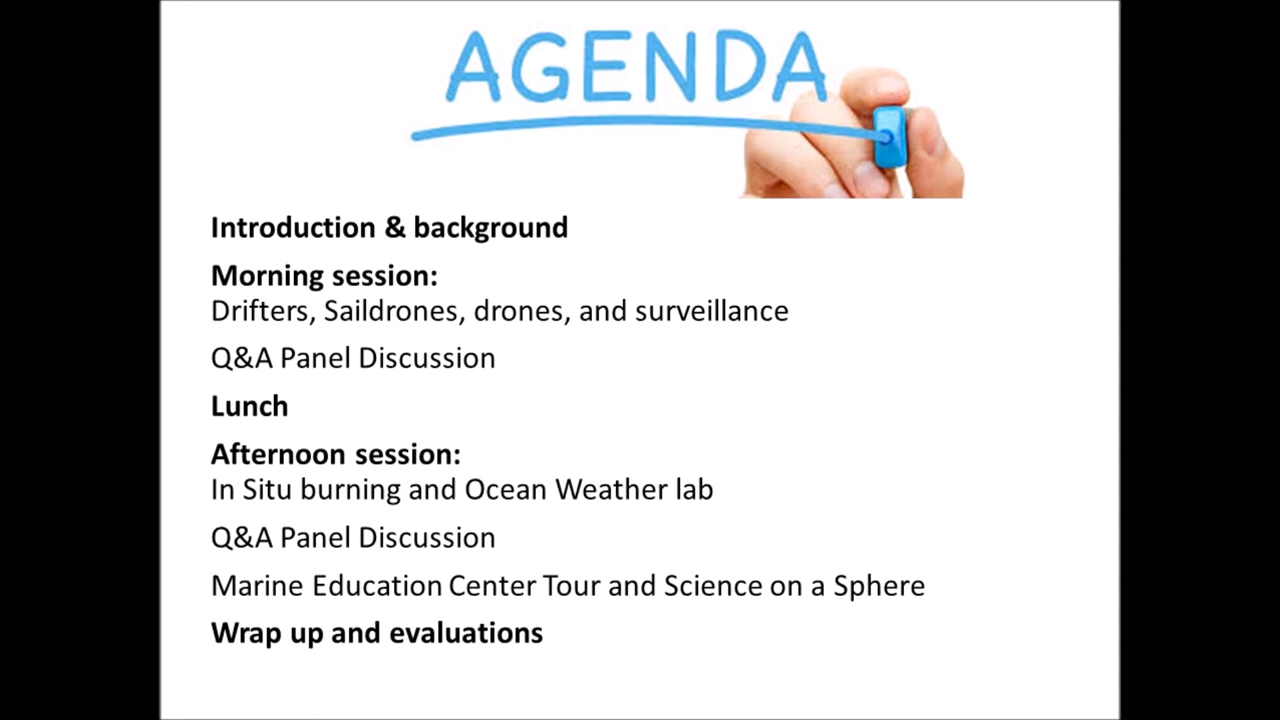 AGENDA
Introduction & background
Morning session:
Drifters, Saildrones, drones, and surveillance
Q&A Panel Discussion
Lunch
Afternoon session:
In Situ burning and Ocean Weather lab
Q&A Panel Discussion
Marine Education Center Tour and Science on a Sphere
Wrap up and evaluations